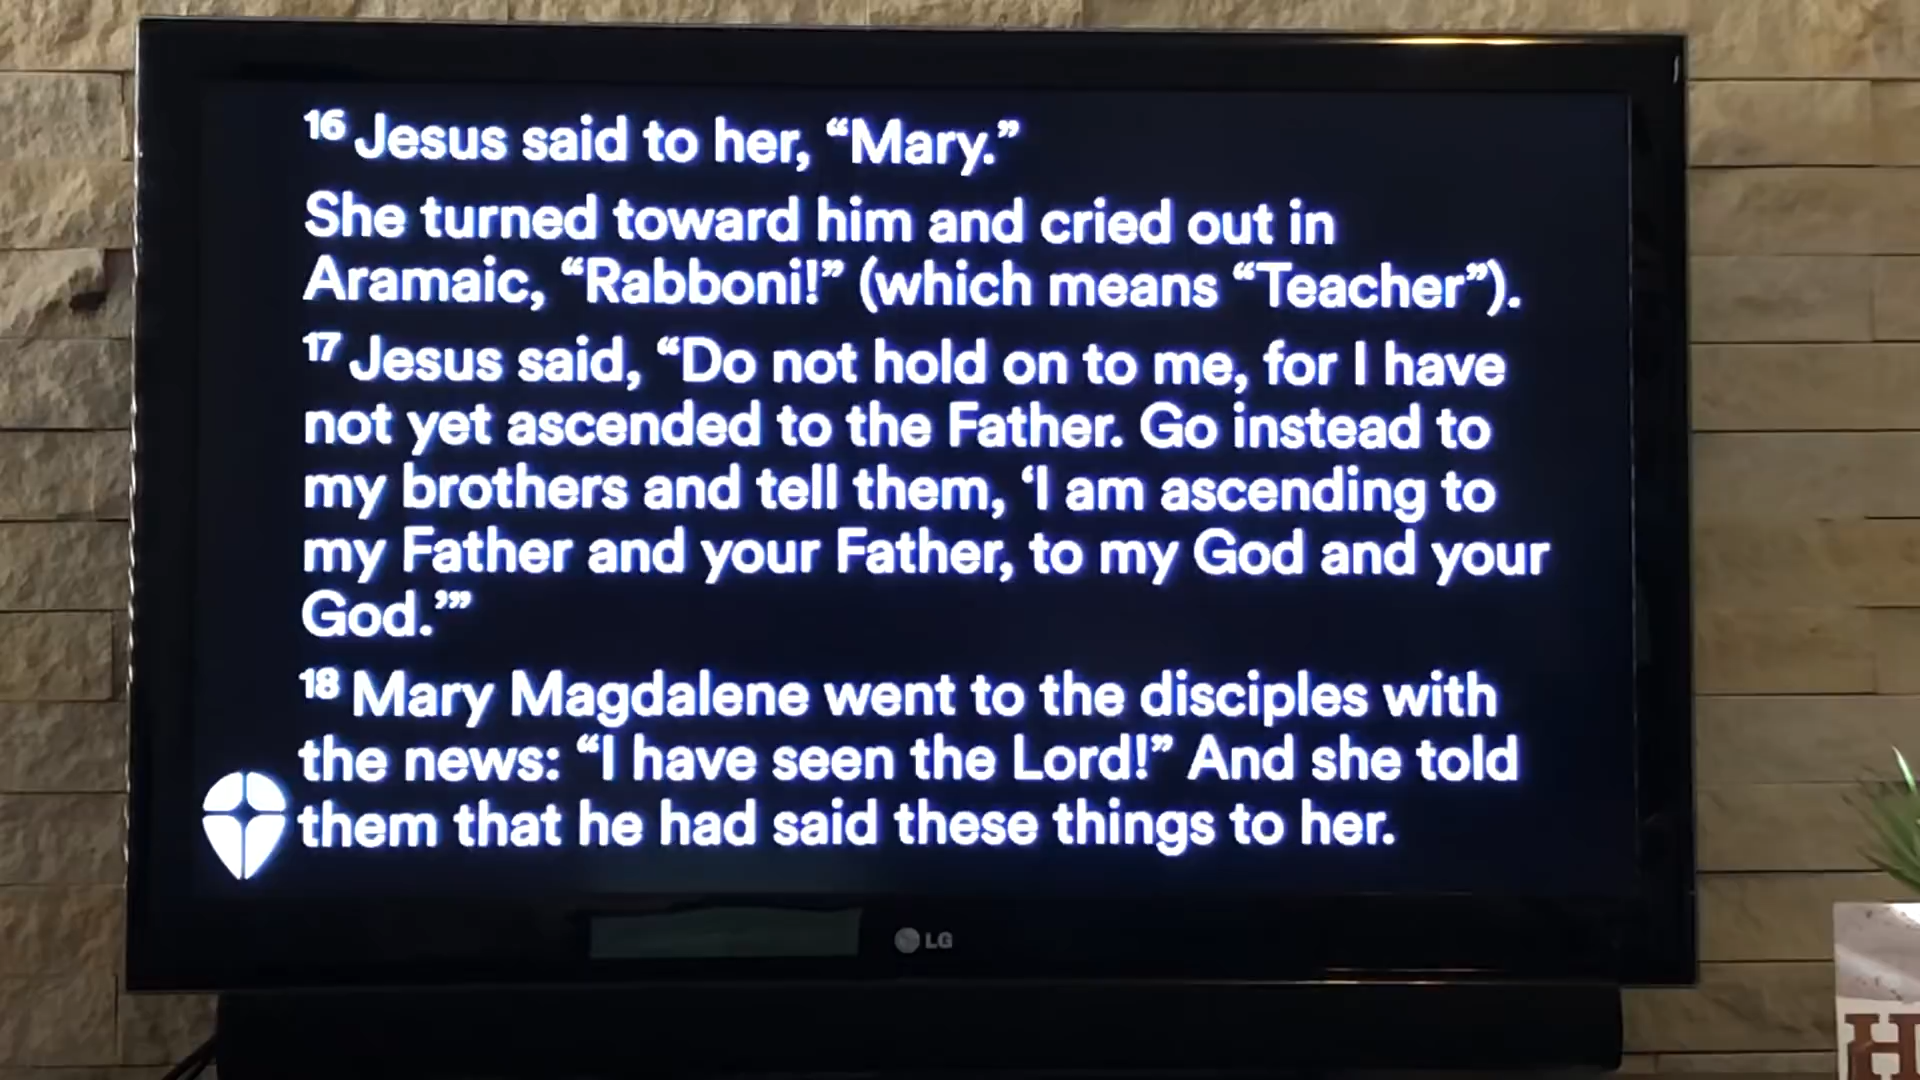 16 Jesus said to her, “Mary.”
She turned toward him and cried out in
Aramaic, “Rabboni!” (which means “Teacher”).
17 Jesus said, “Do not hold on to me, for I have
not yet ascended to the Father. Go instead to
my brothers and tell them, ‘I am ascending to
my Father and your Father, to my God and your
God.’”
18 Mary Magdalene went to the disciples with
the news: “I have seen the Lord!” And she told
them that he had said these things to her.
LG
H